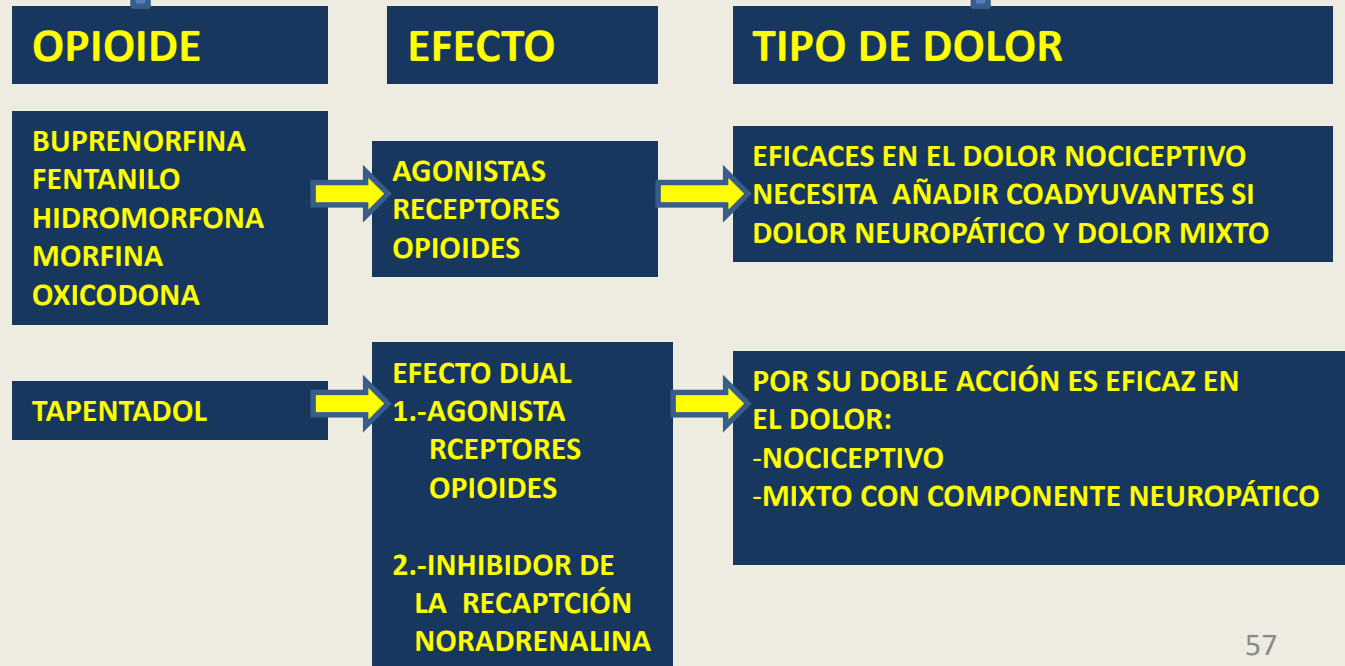 OPIOIDE
EFECTO
TIPO DE DOLOR
BUPRENORFINA
FENTANILO
HIDROMORFONA
MORFINA
OXICODONA
AGONISTAS
RECEPTORES
OPIOIDES
EFICACES EN EL DOLOR NOCICEPTIVO
NECESITA AÑADIR COADYUVANTES SI
DOLOR NEUROPÁTICO Y DOLOR MIXTO
TAPENTADOL
EFECTO DUAL
1.-AGONISTA
RCEPTORES
OPIOIDES
2.-INHIBIDOR DE
LA RECAPTCIÓN
NORADRENALINA
POR SU DOBLE ACCIÓN ES EFICAZ EN
EL DOLOR:
-NOCICEPTIVO
-MIXTO CON COMPONENTE NEUROPÁTICO
57